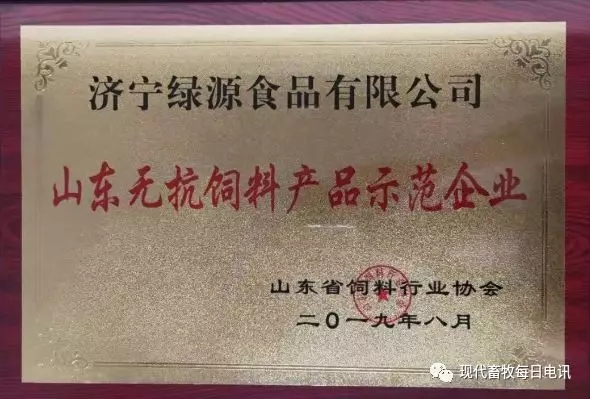 济宁绿源食品有限公司
山东无抗饲料产品示范企业
山东省饲料行业协会
二〇一九年八月
现代畜牧每日电讯